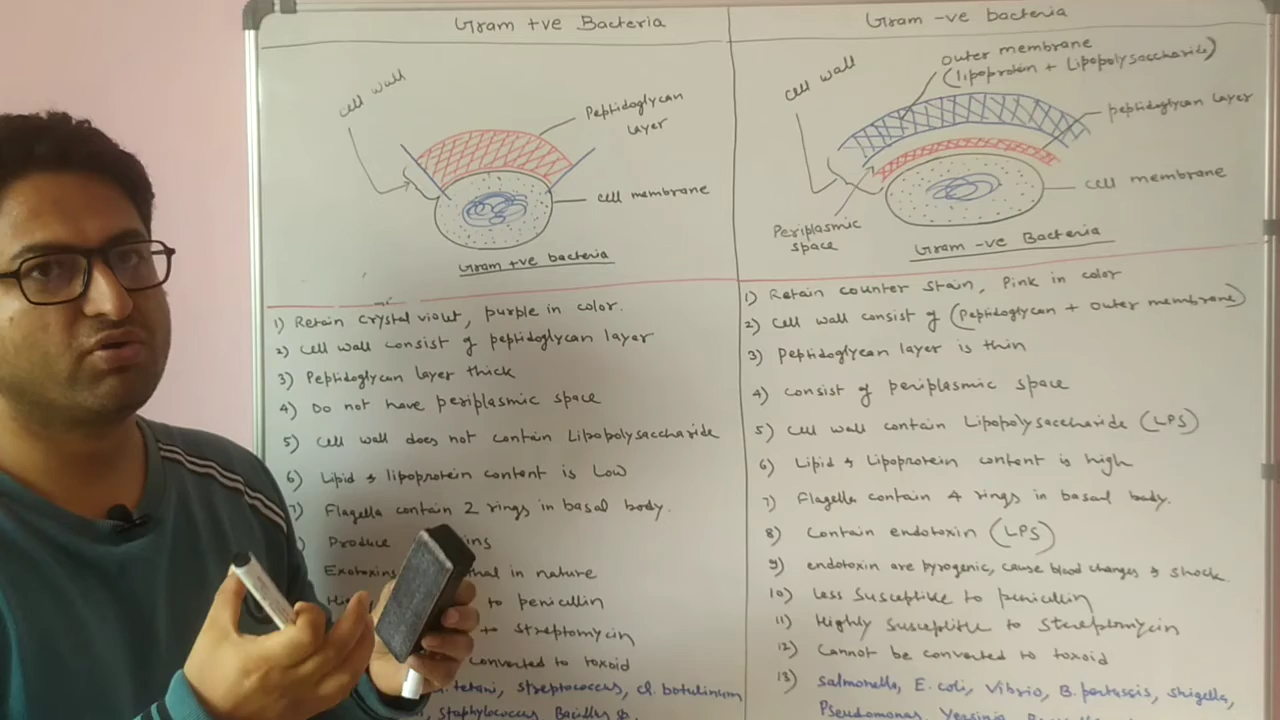 Gram +ve Bacteria
cell wall
Peptidoglycan
layer
cell membrane
Gram +ve bacteria
1) Retain crystal violet, purple in color.
2) cell wall consist of peptidoglycan layer
3) Peptidoglycan layer thick
4) Do not have periplasmic space
5) cell wall does not contain Lipopolysaccharide
6) Lipid & lipoprotein content is Low
7) Flagella contain 2 rings in basal body.
) Produce
Exotoxins in nature
to penicillin
to streptomycin
converted to toxoid
tetani, streptococcus, cl. botulinum
Staphylococcus, Bacillus sp.
Gram -ve bacteria
cell wall
outer membrane
(lipoprotein + Lipopolysaccharide)
peptidoglycan layer
cell membrane
Periplasmic
space
Gram -ve Bacteria
1) Retain counter stain, Pink in color
2) cell wall consist of (Peptidoglycan + outer membrane)
3) Peptidoglycan layer is thin
4) consist of periplasmic space
5) cell wall contain Lipopolysaccharide (LPS)
6) Lipid & Lipoprotein content is high
7) Flagella contain 4 rings in basal body.
8) Contain endotoxin (LPS)
9) endotoxin are pyrogenic, cause blood changes & shock.
10) Less susceptible to penicillin
11) Highly susceptible to streptomycin
12) Cannot be converted to toxoid
13) Salmonella, E. coli, Vibrio, B. pertussis, shigella,
Pseudomonas, Yersinia